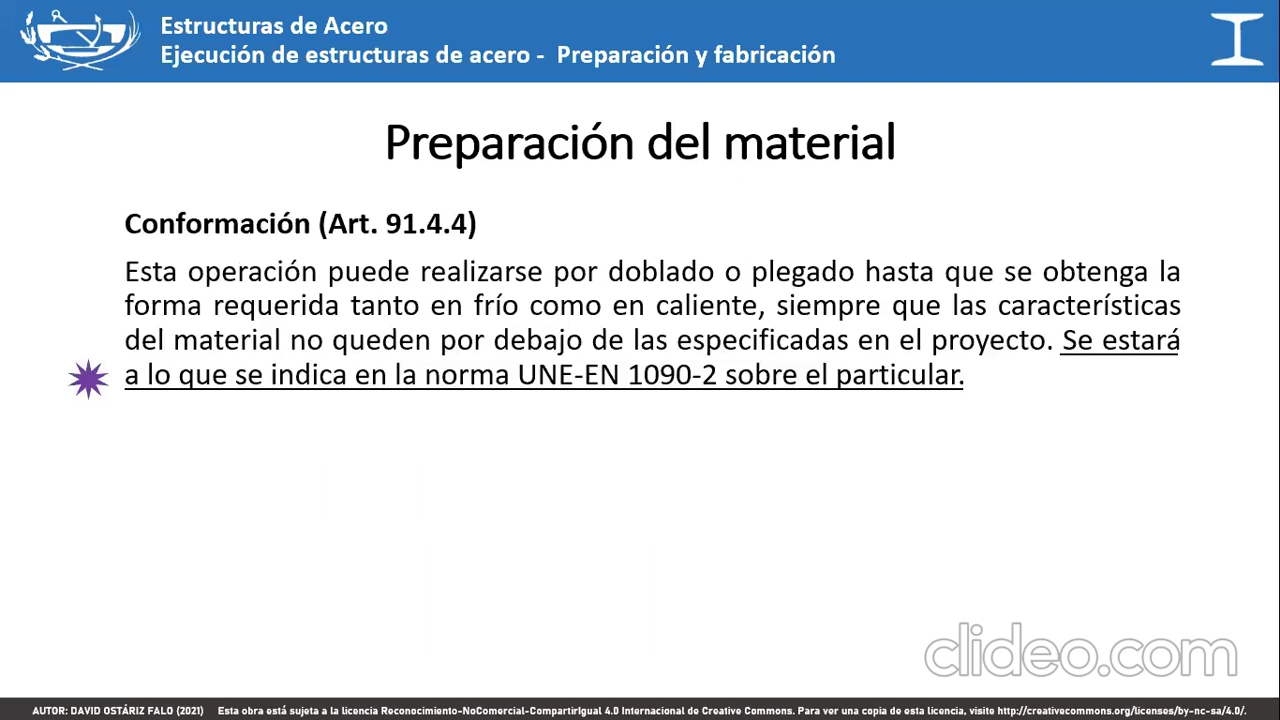 Estructuras de Acero
Ejecución de estructuras de acero - Preparación y fabricación
Preparación del material
Conformación (Art. 91.4.4)
Esta operación puede realizarse por doblado o plegado hasta que se obtenga la
forma requerida tanto en frío como en caliente, siempre que las características
del material no queden por debajo de las especificadas en el proyecto. Se estará
a lo que se indica en la norma UNE-EN 1090-2 sobre el particular.
clideo.com
AUTOR: DAVID OSTÁRIZ FALO (2021) Esta obra está sujeta a la licencia Reconocimiento-NoComercial-CompartirIgual 4.0 Internacional de Creative Commons. Para ver una copia de esta licencia, visite http://creativecommons.org/licenses/by-nc-sa/4.0/.